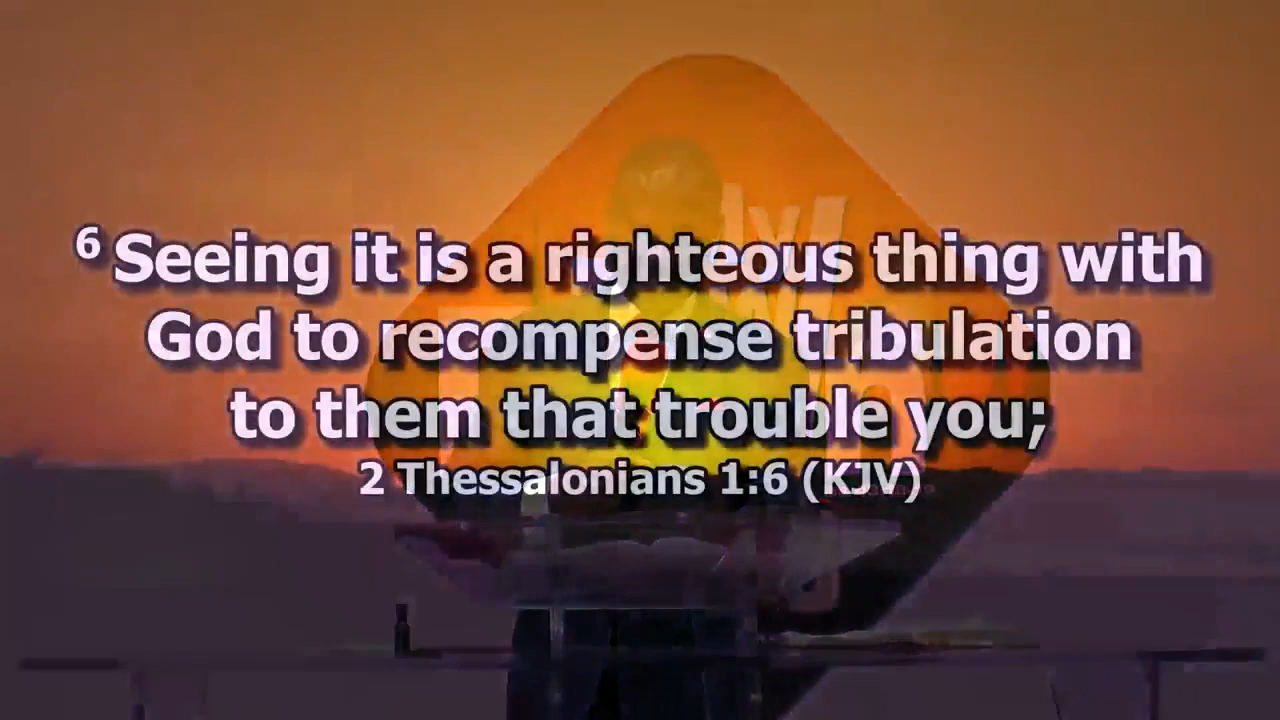 6 Seeing it is a righteous thing with
God to recompense tribulation
to them that trouble you;
2 Thessalonians 1:6 (KJV)